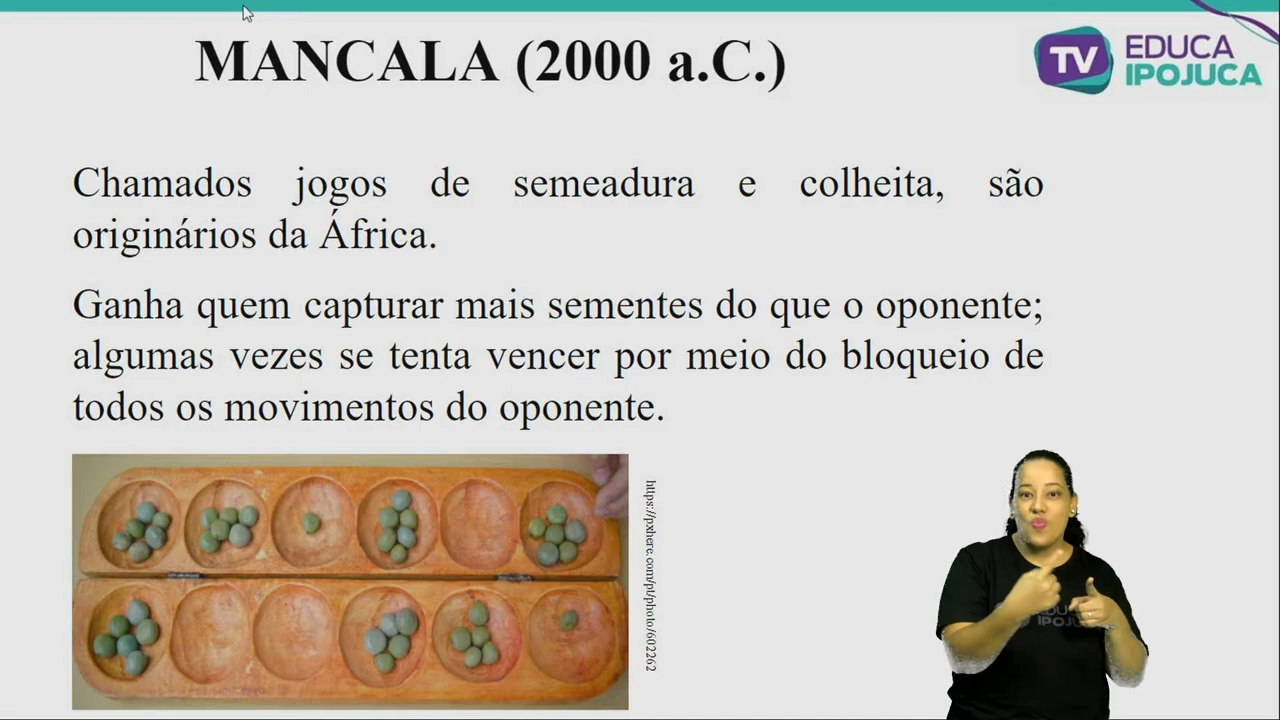 MANCALA (2000 a.C.)
TV EDUCA
IPOJUCA
Chamados jogos de semeadura e colheita, são
originários da África.
Ganha quem capturar mais sementes do que o oponente;
algumas vezes se tenta vencer por meio do bloqueio de
todos os movimentos do oponente.
https://pxhere.com/pt/photo/602262
EDUCA
IPOJU